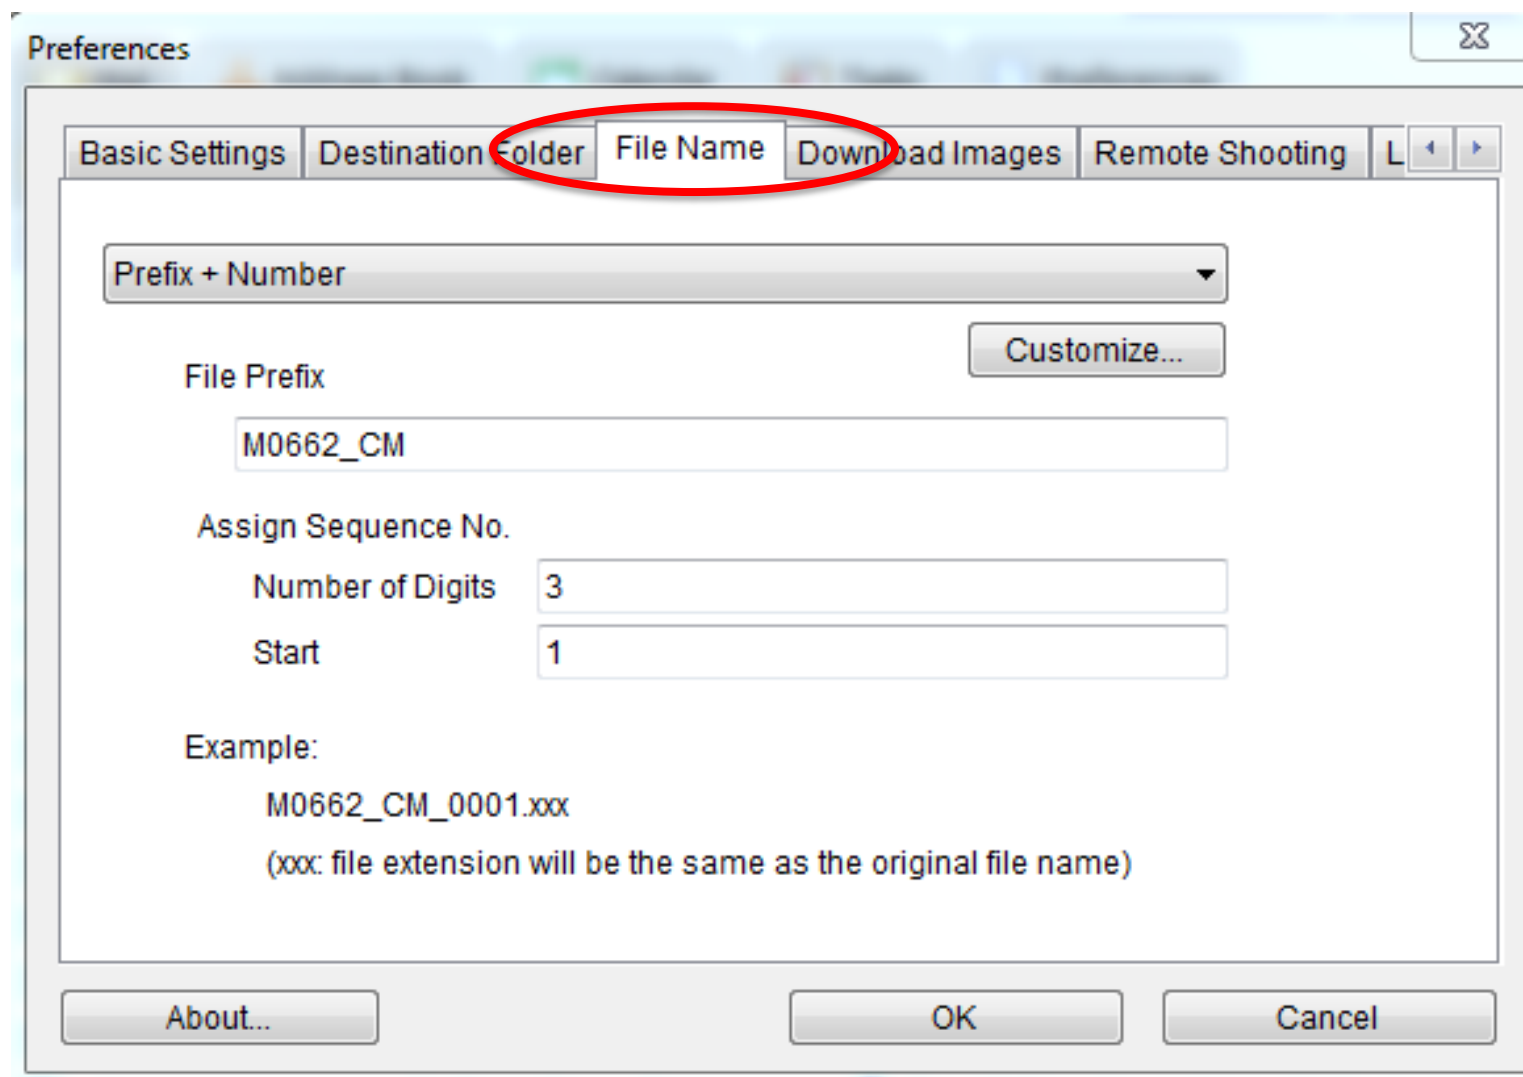 Preferences
Basic Settings Destination Folder File Name Download Images Remote Shooting L
Prefix + Number
Customize...
File Prefix
M0662_CM
Assign Sequence No.
Number of Digits 3
Start 1
Example:
M0662_CM_0001.xxx
(xxx: file extension will be the same as the original file name)
About... OK Cancel